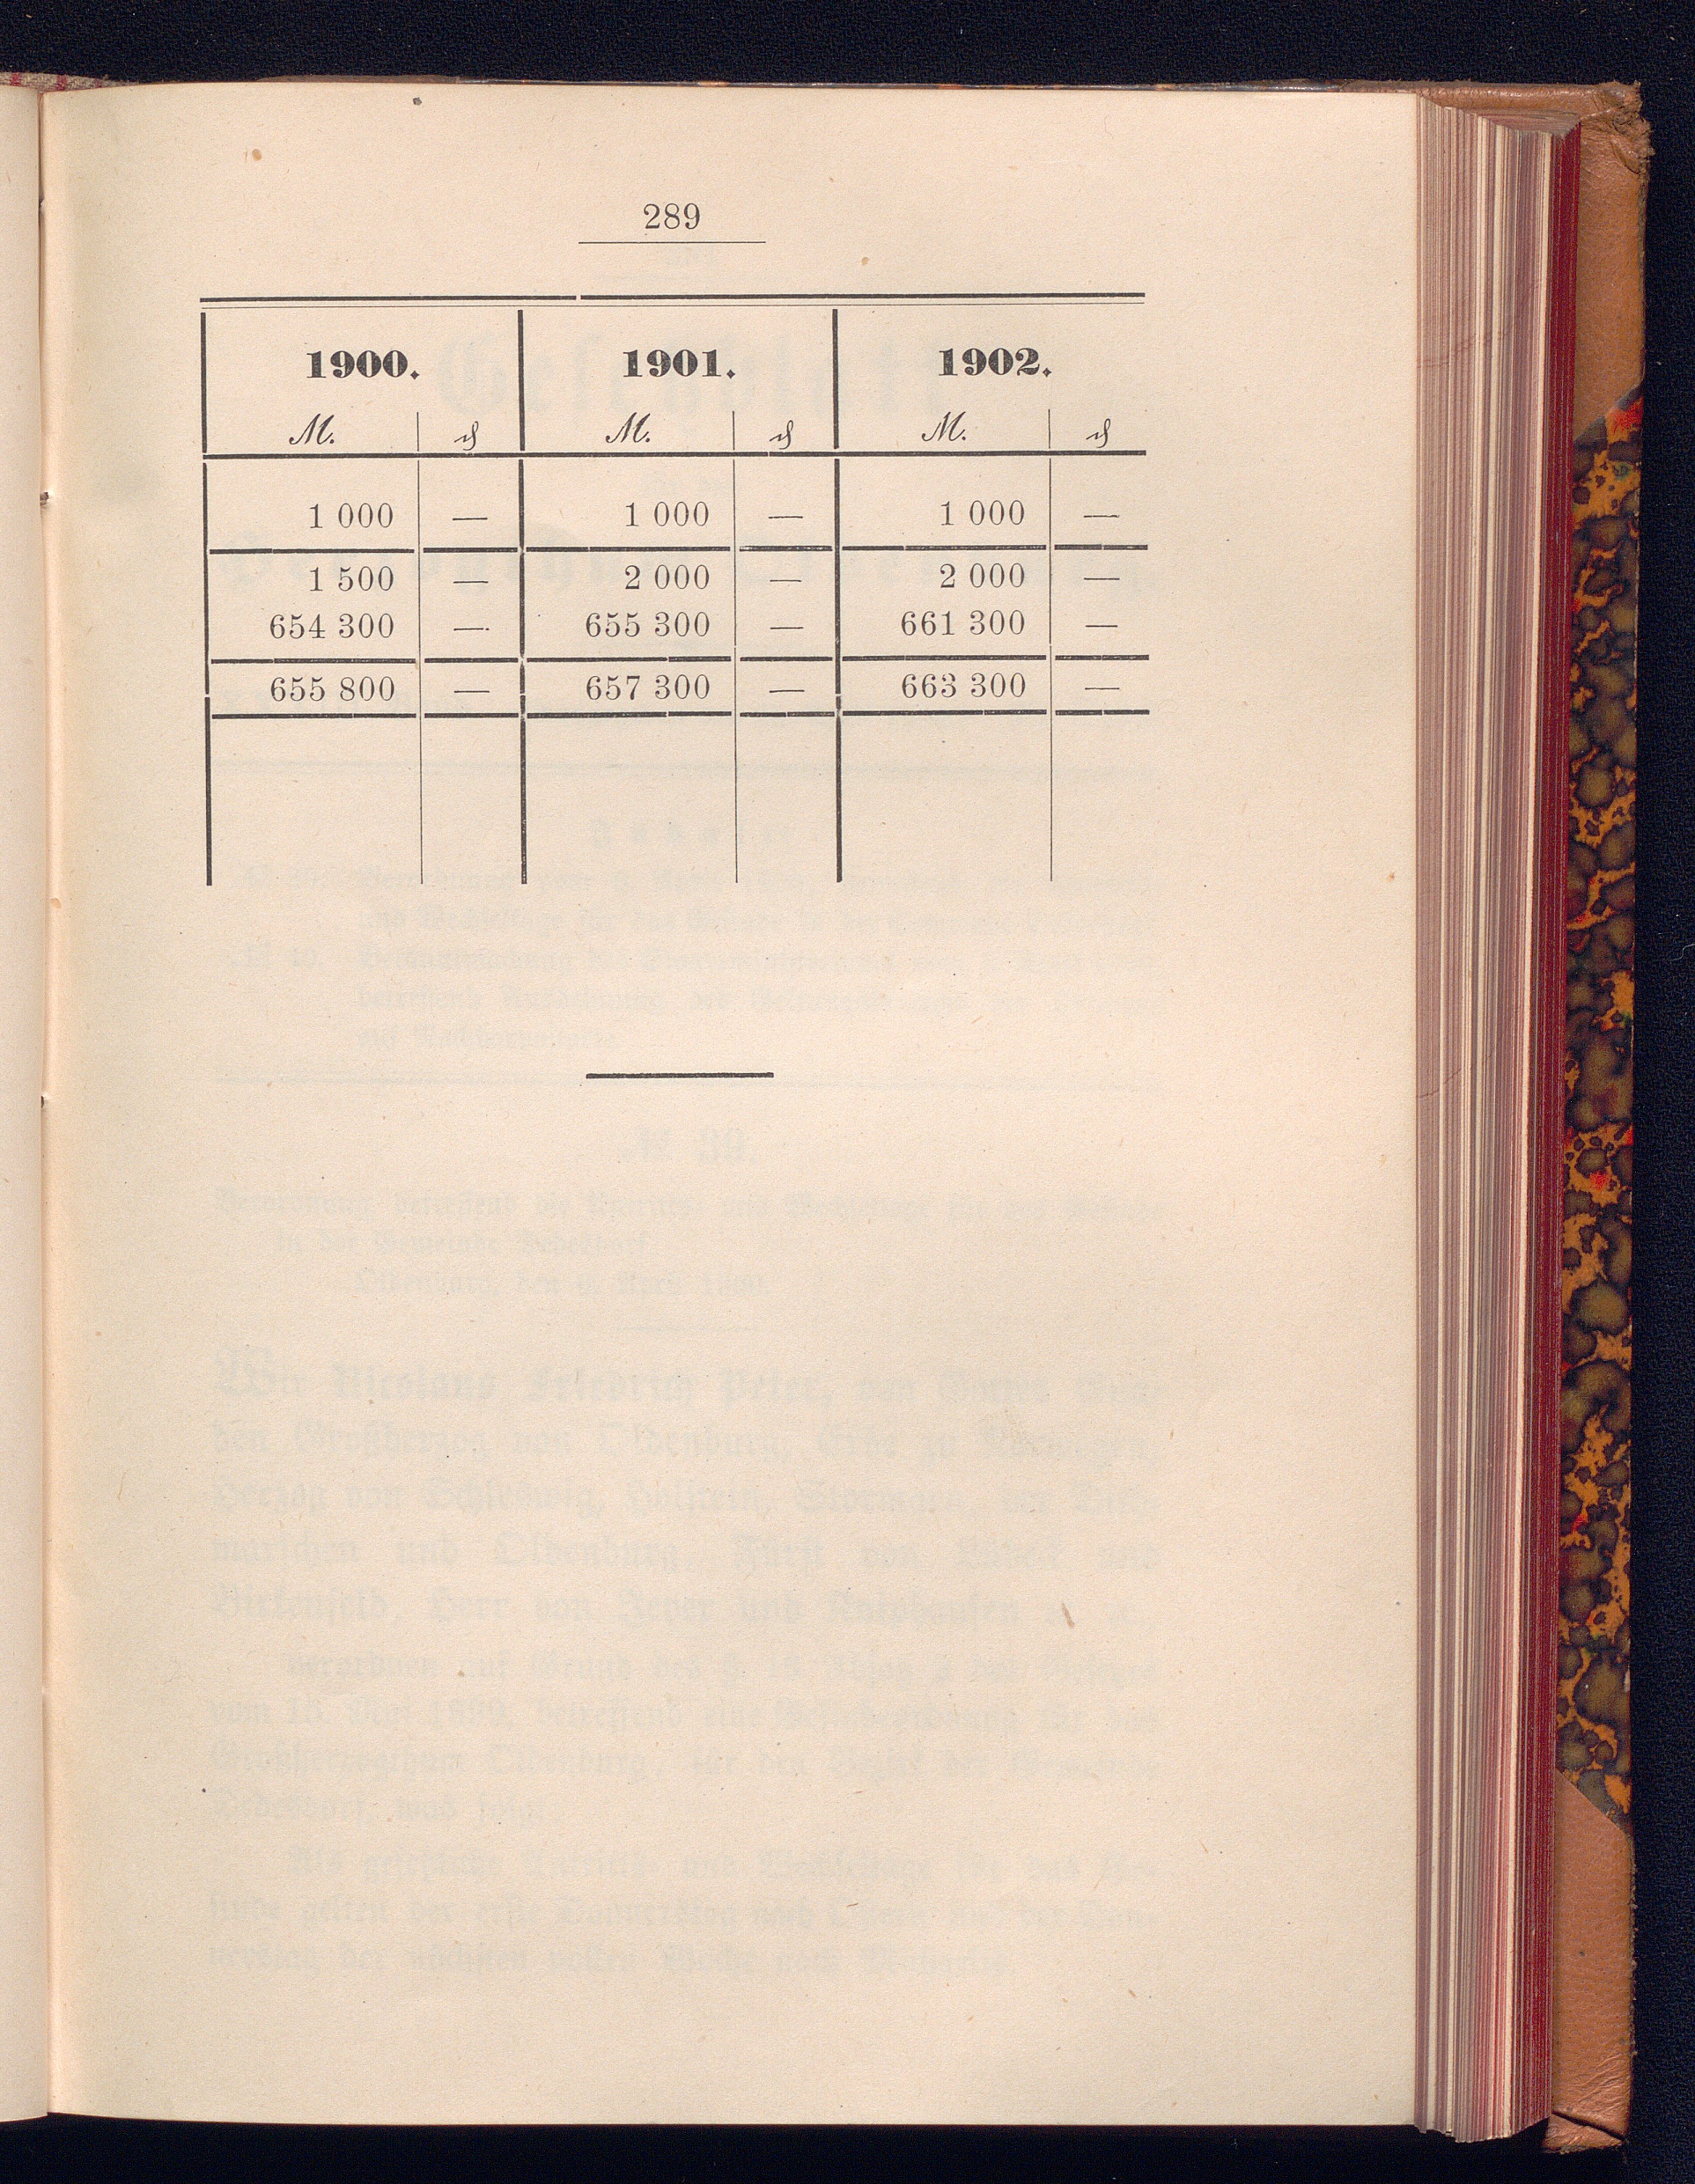 289
1900. 1901. 1902.
M. ₰ M. ₰ M. ₰
1 000 — 1 000 — 1 000 —
1 500 — 2 000 — 2 000 —
654 300 — 655 300 — 661 300 —
655 800 — 657 300 — 663 300 —